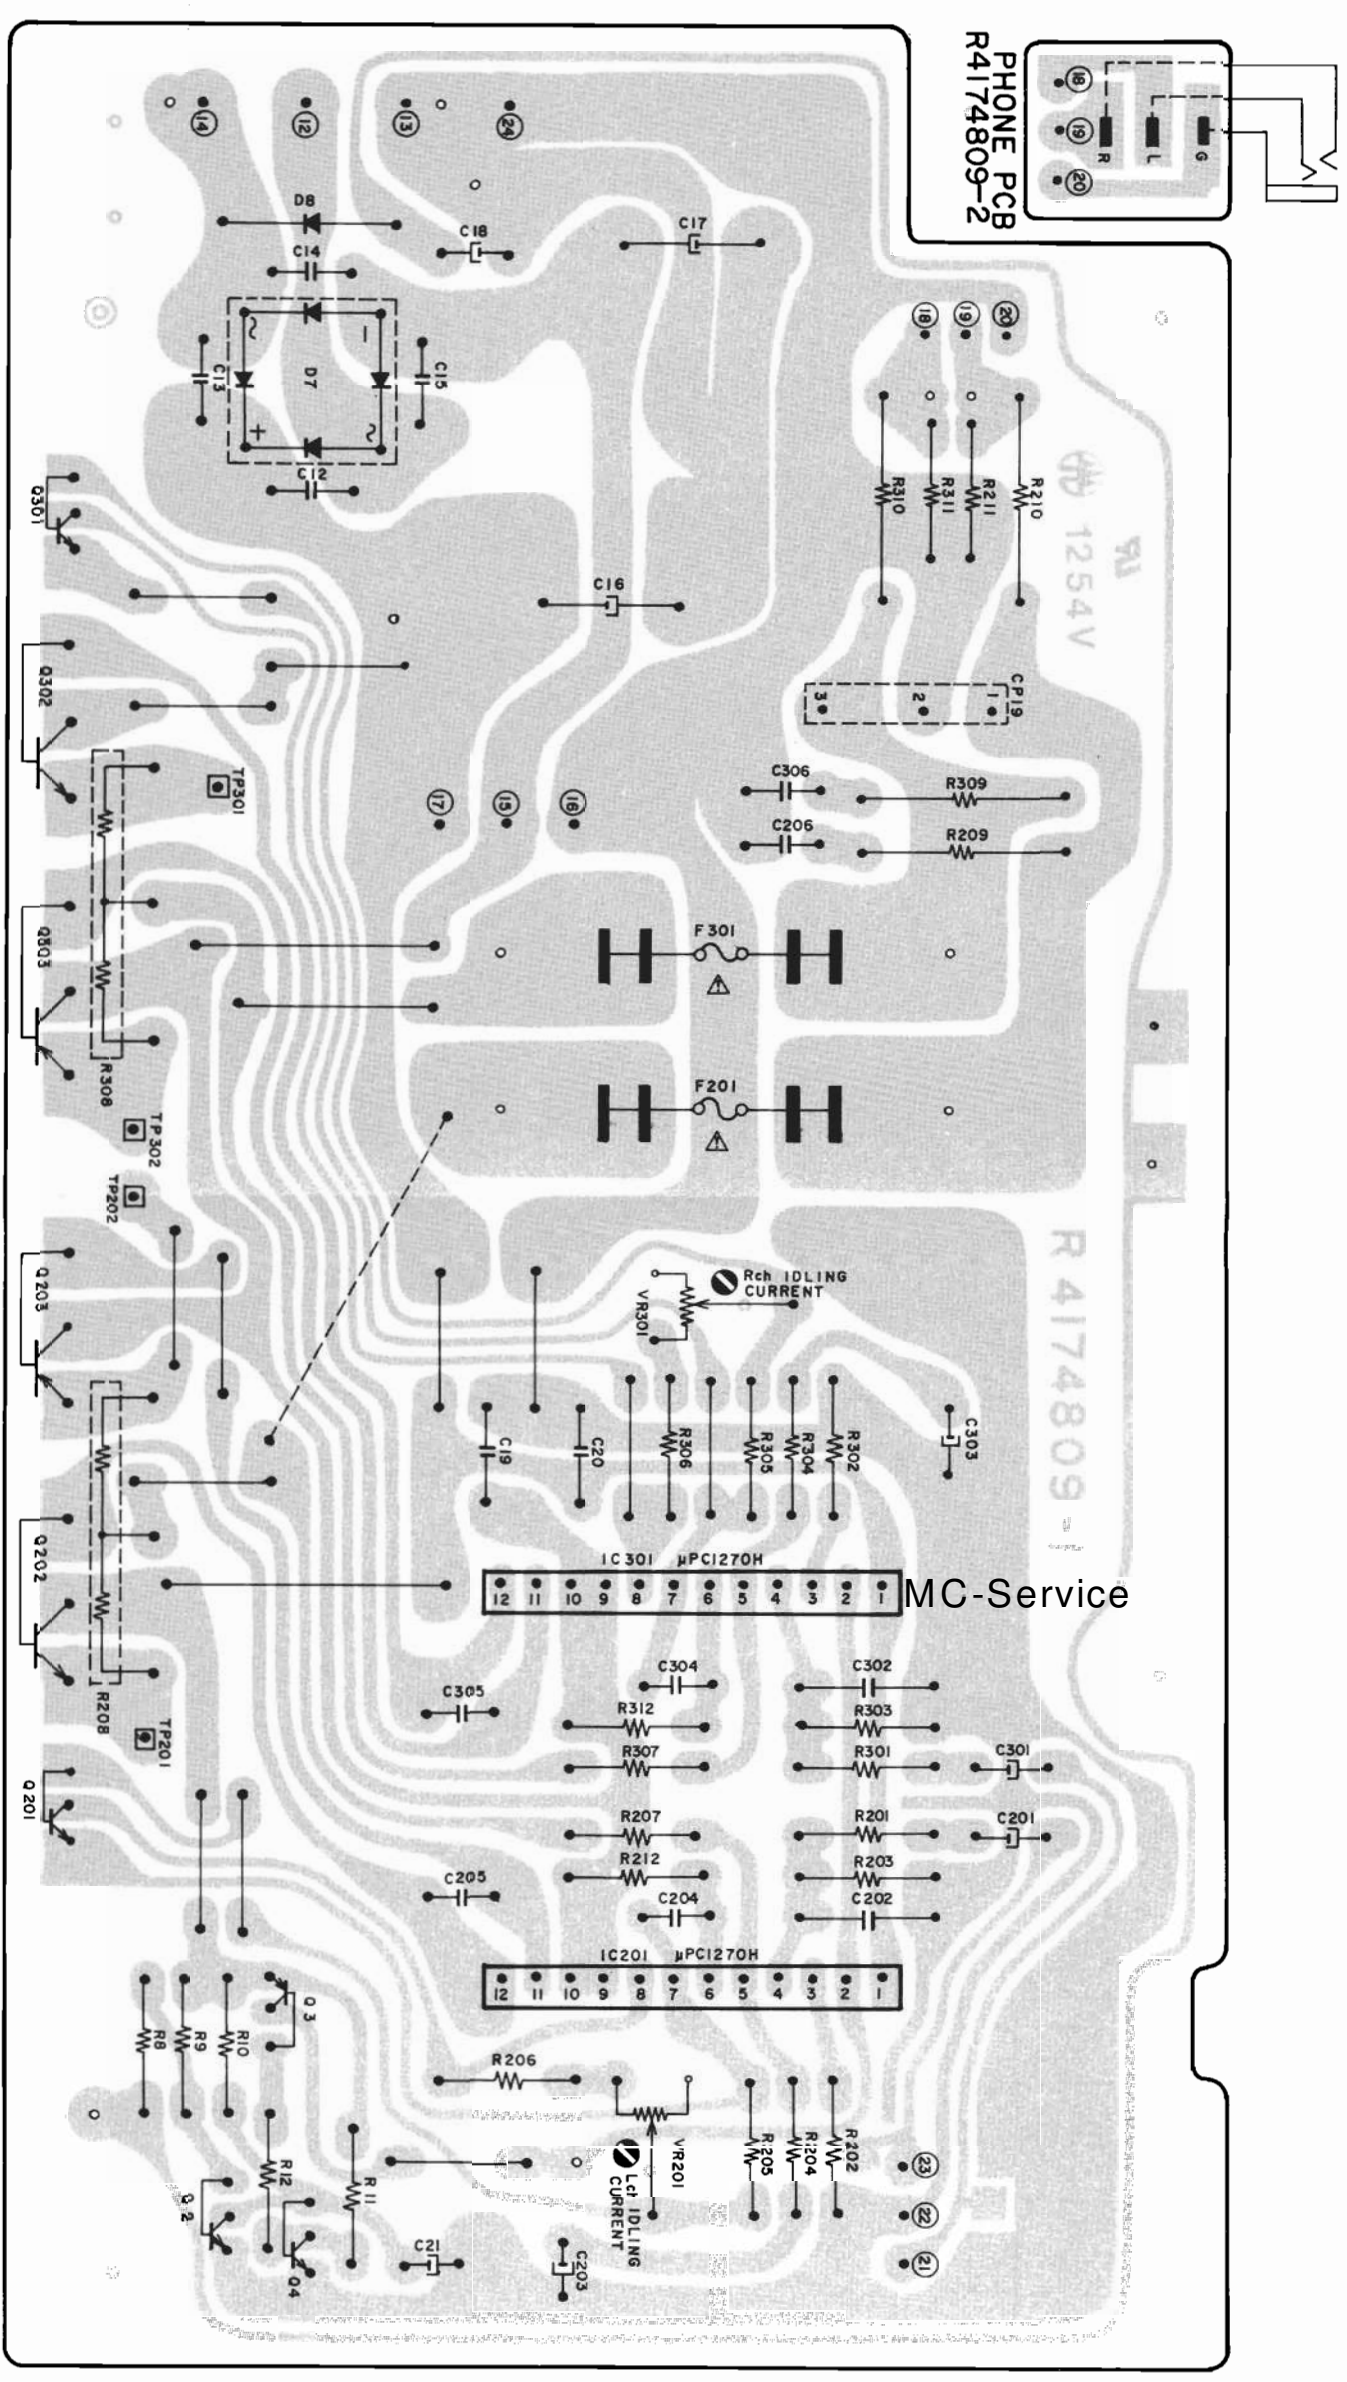 PHONE PCB
R4174809-2
18
19
20
R
L
G
14
12
13
24
D8
C14
C18
C17
D7
C13
C15
C12
~
−
+
~
18
19
20
R310
R311
R211
R210
1254V
Q301
C16
Q302
CP19
3
2
1
TP301
17
15
16
C306
R309
C206
R209
Q303
F301
R308
F201
TP302
TP202
Q203
R4174809-1
Rch IDLING
CURRENT
VR301
C19
C20
R306
R305
R304
R302
C303
Q202
IC301 μPC1270H
12 11 10 9 8 7 6 5 4 3 2 1
MC-Service
R208
TP201
Q201
C305
C304
C302
R312
R303
R307
R301
C301
R207
R201
C201
R212
R203
C205
C204
C202
IC201 μPC1270H
12 11 10 9 8 7 6 5 4 3 2 1
Q3
R8
R9
R10
R206
VR201
Lch IDLING
CURRENT
R205
R204
R202
23
22
21
R12
R11
Q2
Q4
C21
C203